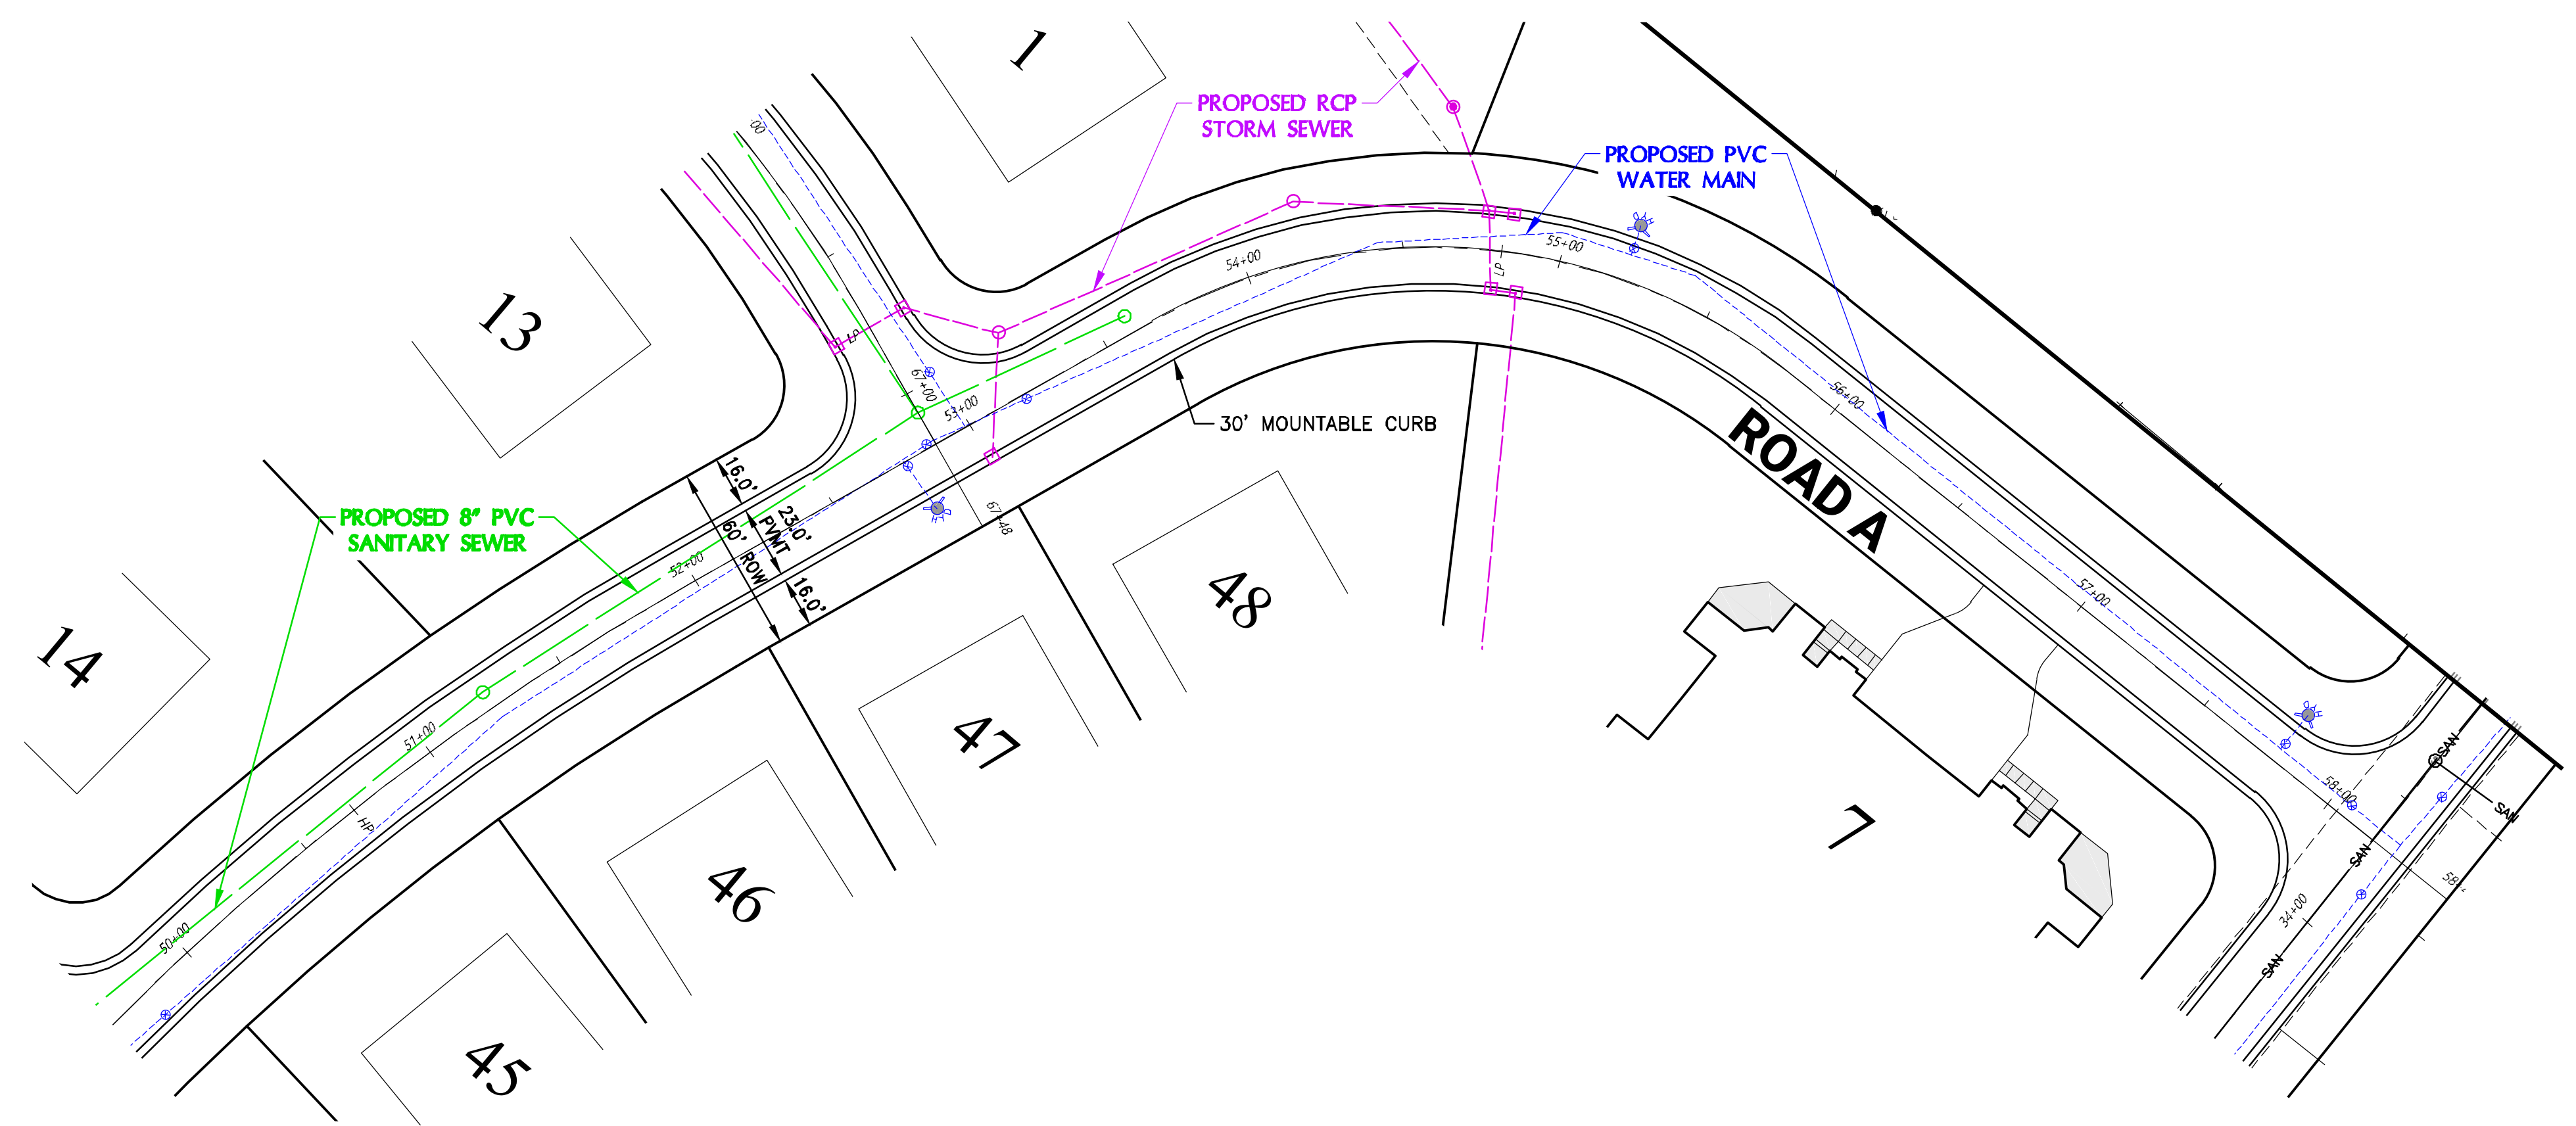 1
00
PROPOSED RCP
STORM SEWER
PROPOSED PVC
WATER MAIN
13
LP
54+00
55+00
LP
67+00
53+00
56+00
30' MOUNTABLE CURB
ROAD A
16.0'
60' ROW
23.0'
PVMT
16.0'
67+48
PROPOSED 8" PVC
SANITARY SEWER
52+00
48
57+00
14
51+00
47
HP
7
58+00
SAN
SAN
SAN
SAN
34+00
46
50+00
45